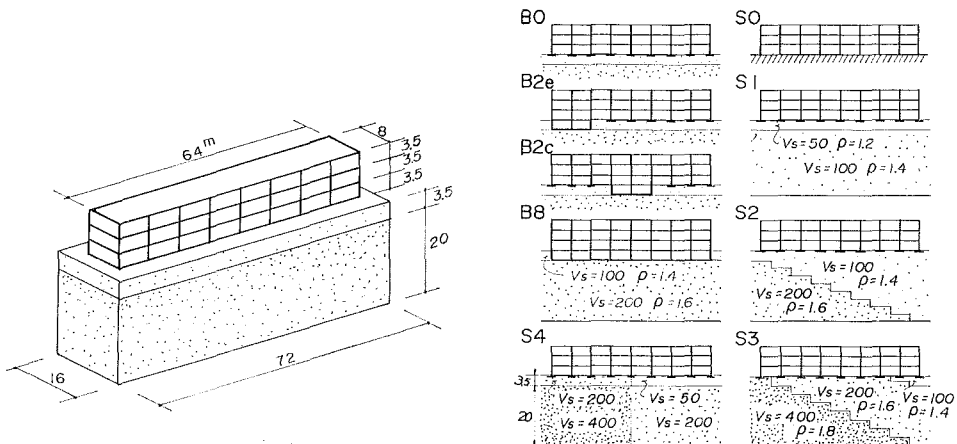 64m
8
3.5
3.5
3.5
3.5
20
16
72
B0
B2e
B2c
B8
Vs=100 ρ=1.4
Vs=200 ρ=1.6
S4
3.5
20
Vs=200
Vs=400
Vs=50
Vs=200
S0
S1
Vs=50 ρ=1.2
Vs=100 ρ=1.4
S2
Vs=100
ρ=1.4
Vs=200
ρ=1.6
S3
Vs=200
ρ=1.6
Vs=100
ρ=1.4
Vs=400
ρ=1.8